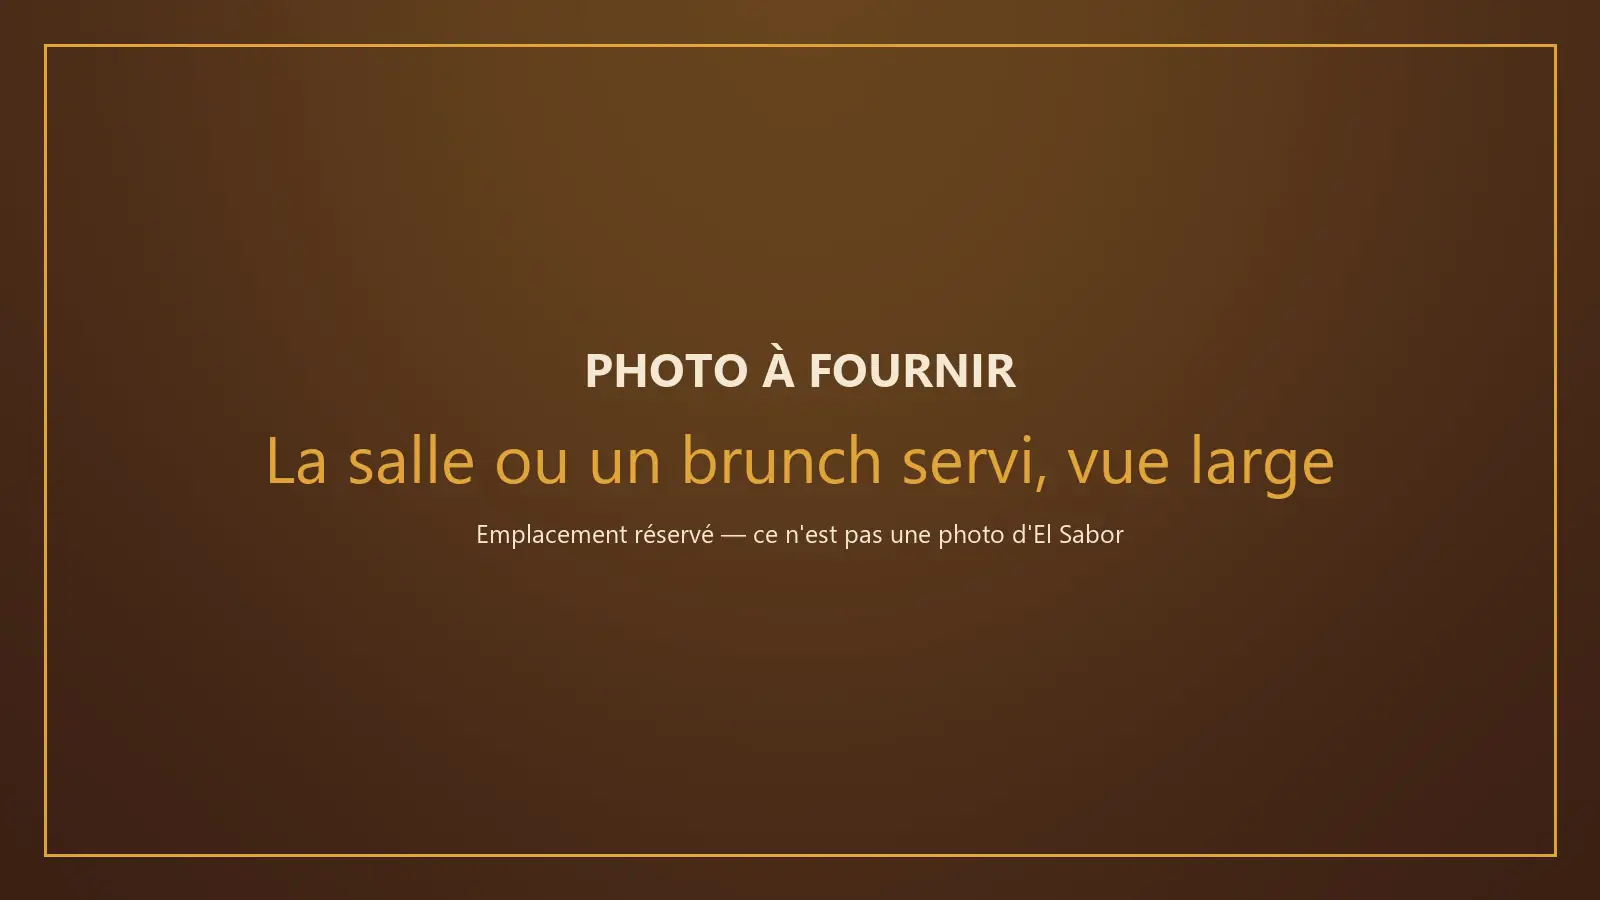 PHOTO À FOURNIR
La salle ou un brunch servi, vue large
Emplacement réservé — ce n'est pas une photo d'El Sabor